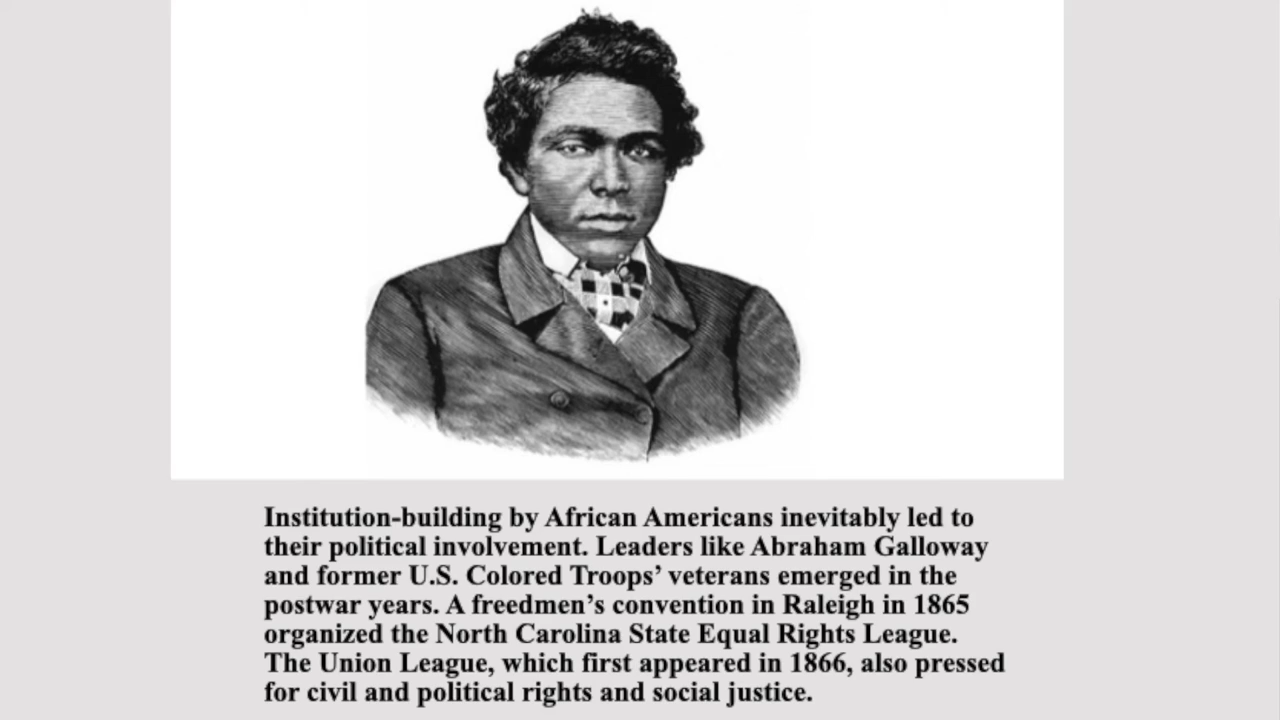 Institution-building by African Americans inevitably led to
their political involvement. Leaders like Abraham Galloway
and former U.S. Colored Troops’ veterans emerged in the
postwar years. A freedmen’s convention in Raleigh in 1865
organized the North Carolina State Equal Rights League.
The Union League, which first appeared in 1866, also pressed
for civil and political rights and social justice.